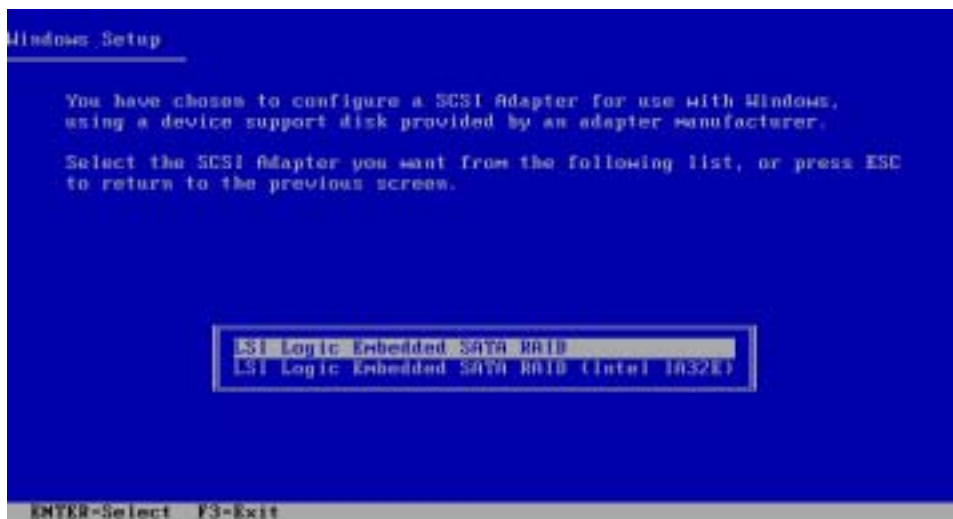 Windows Setup
You have chosen to configure a SCSI Adapter for use with Windows,
using a device support disk provided by an adapter manufacturer.
Select the SCSI Adapter you want from the following list, or press ESC
to return to the previous screen.
LSI Logic Embedded SATA RAID
LSI Logic Embedded SATA RAID (Intel IA32E)
ENTER=Select F3=Exit